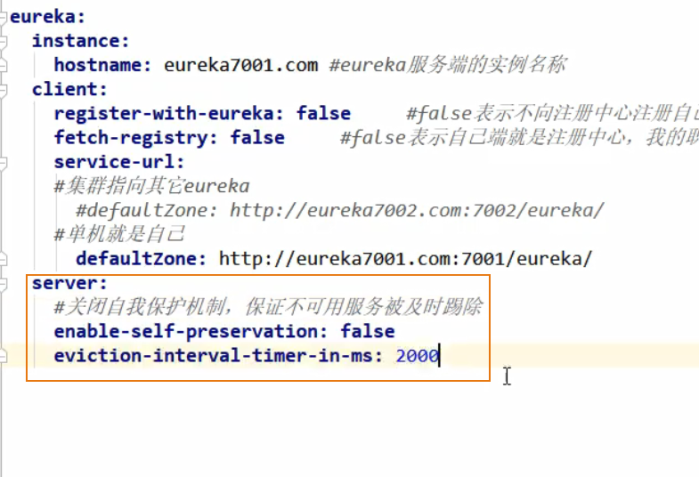 eureka:
  instance:
    hostname: eureka7001.com #eureka服务端的实例名称
  client:
    register-with-eureka: false     #false表示不向注册中心注册自己
    fetch-registry: false     #false表示自己端就是注册中心，我的职
    service-url:
    #集群指向其它eureka
      #defaultZone: http://eureka7002.com:7002/eureka/
    #单机就是自己
      defaultZone: http://eureka7001.com:7001/eureka/
  server:
    #关闭自我保护机制，保证不可用服务被及时踢除
    enable-self-preservation: false
    eviction-interval-timer-in-ms: 2000